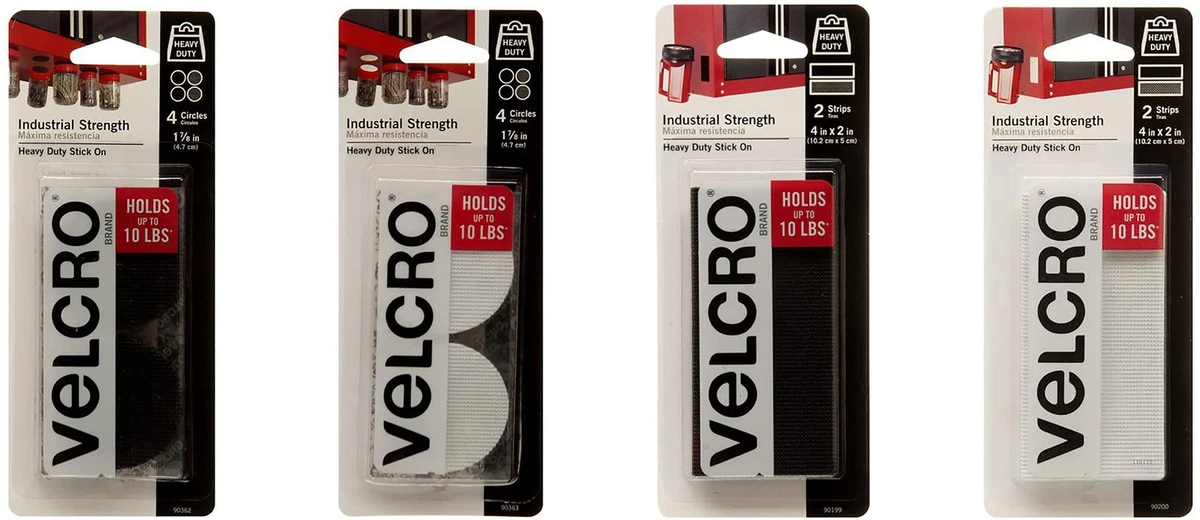 HEAVY
DUTY
4 Circles
Círculos
1 7/8 in
(4.7 cm)
Industrial Strength
Máxima resistencia
Heavy Duty Stick On
HOLDS
UP TO
10 LBS*
VELCRO®
BRAND
90362
HEAVY
DUTY
4 Circles
Círculos
1 7/8 in
(4.7 cm)
Industrial Strength
Máxima resistencia
Heavy Duty Stick On
HOLDS
UP TO
10 LBS*
VELCRO®
BRAND
90363
HEAVY
DUTY
2 Strips
Tiras
4 in x 2 in
(10.2 cm x 5 cm)
Industrial Strength
Máxima resistencia
Heavy Duty Stick On
HOLDS
UP TO
10 LBS*
VELCRO®
BRAND
90199
HEAVY
DUTY
2 Strips
Tiras
4 in x 2 in
(10.2 cm x 5 cm)
Industrial Strength
Máxima resistencia
Heavy Duty Stick On
HOLDS
UP TO
10 LBS*
VELCRO®
BRAND
90200